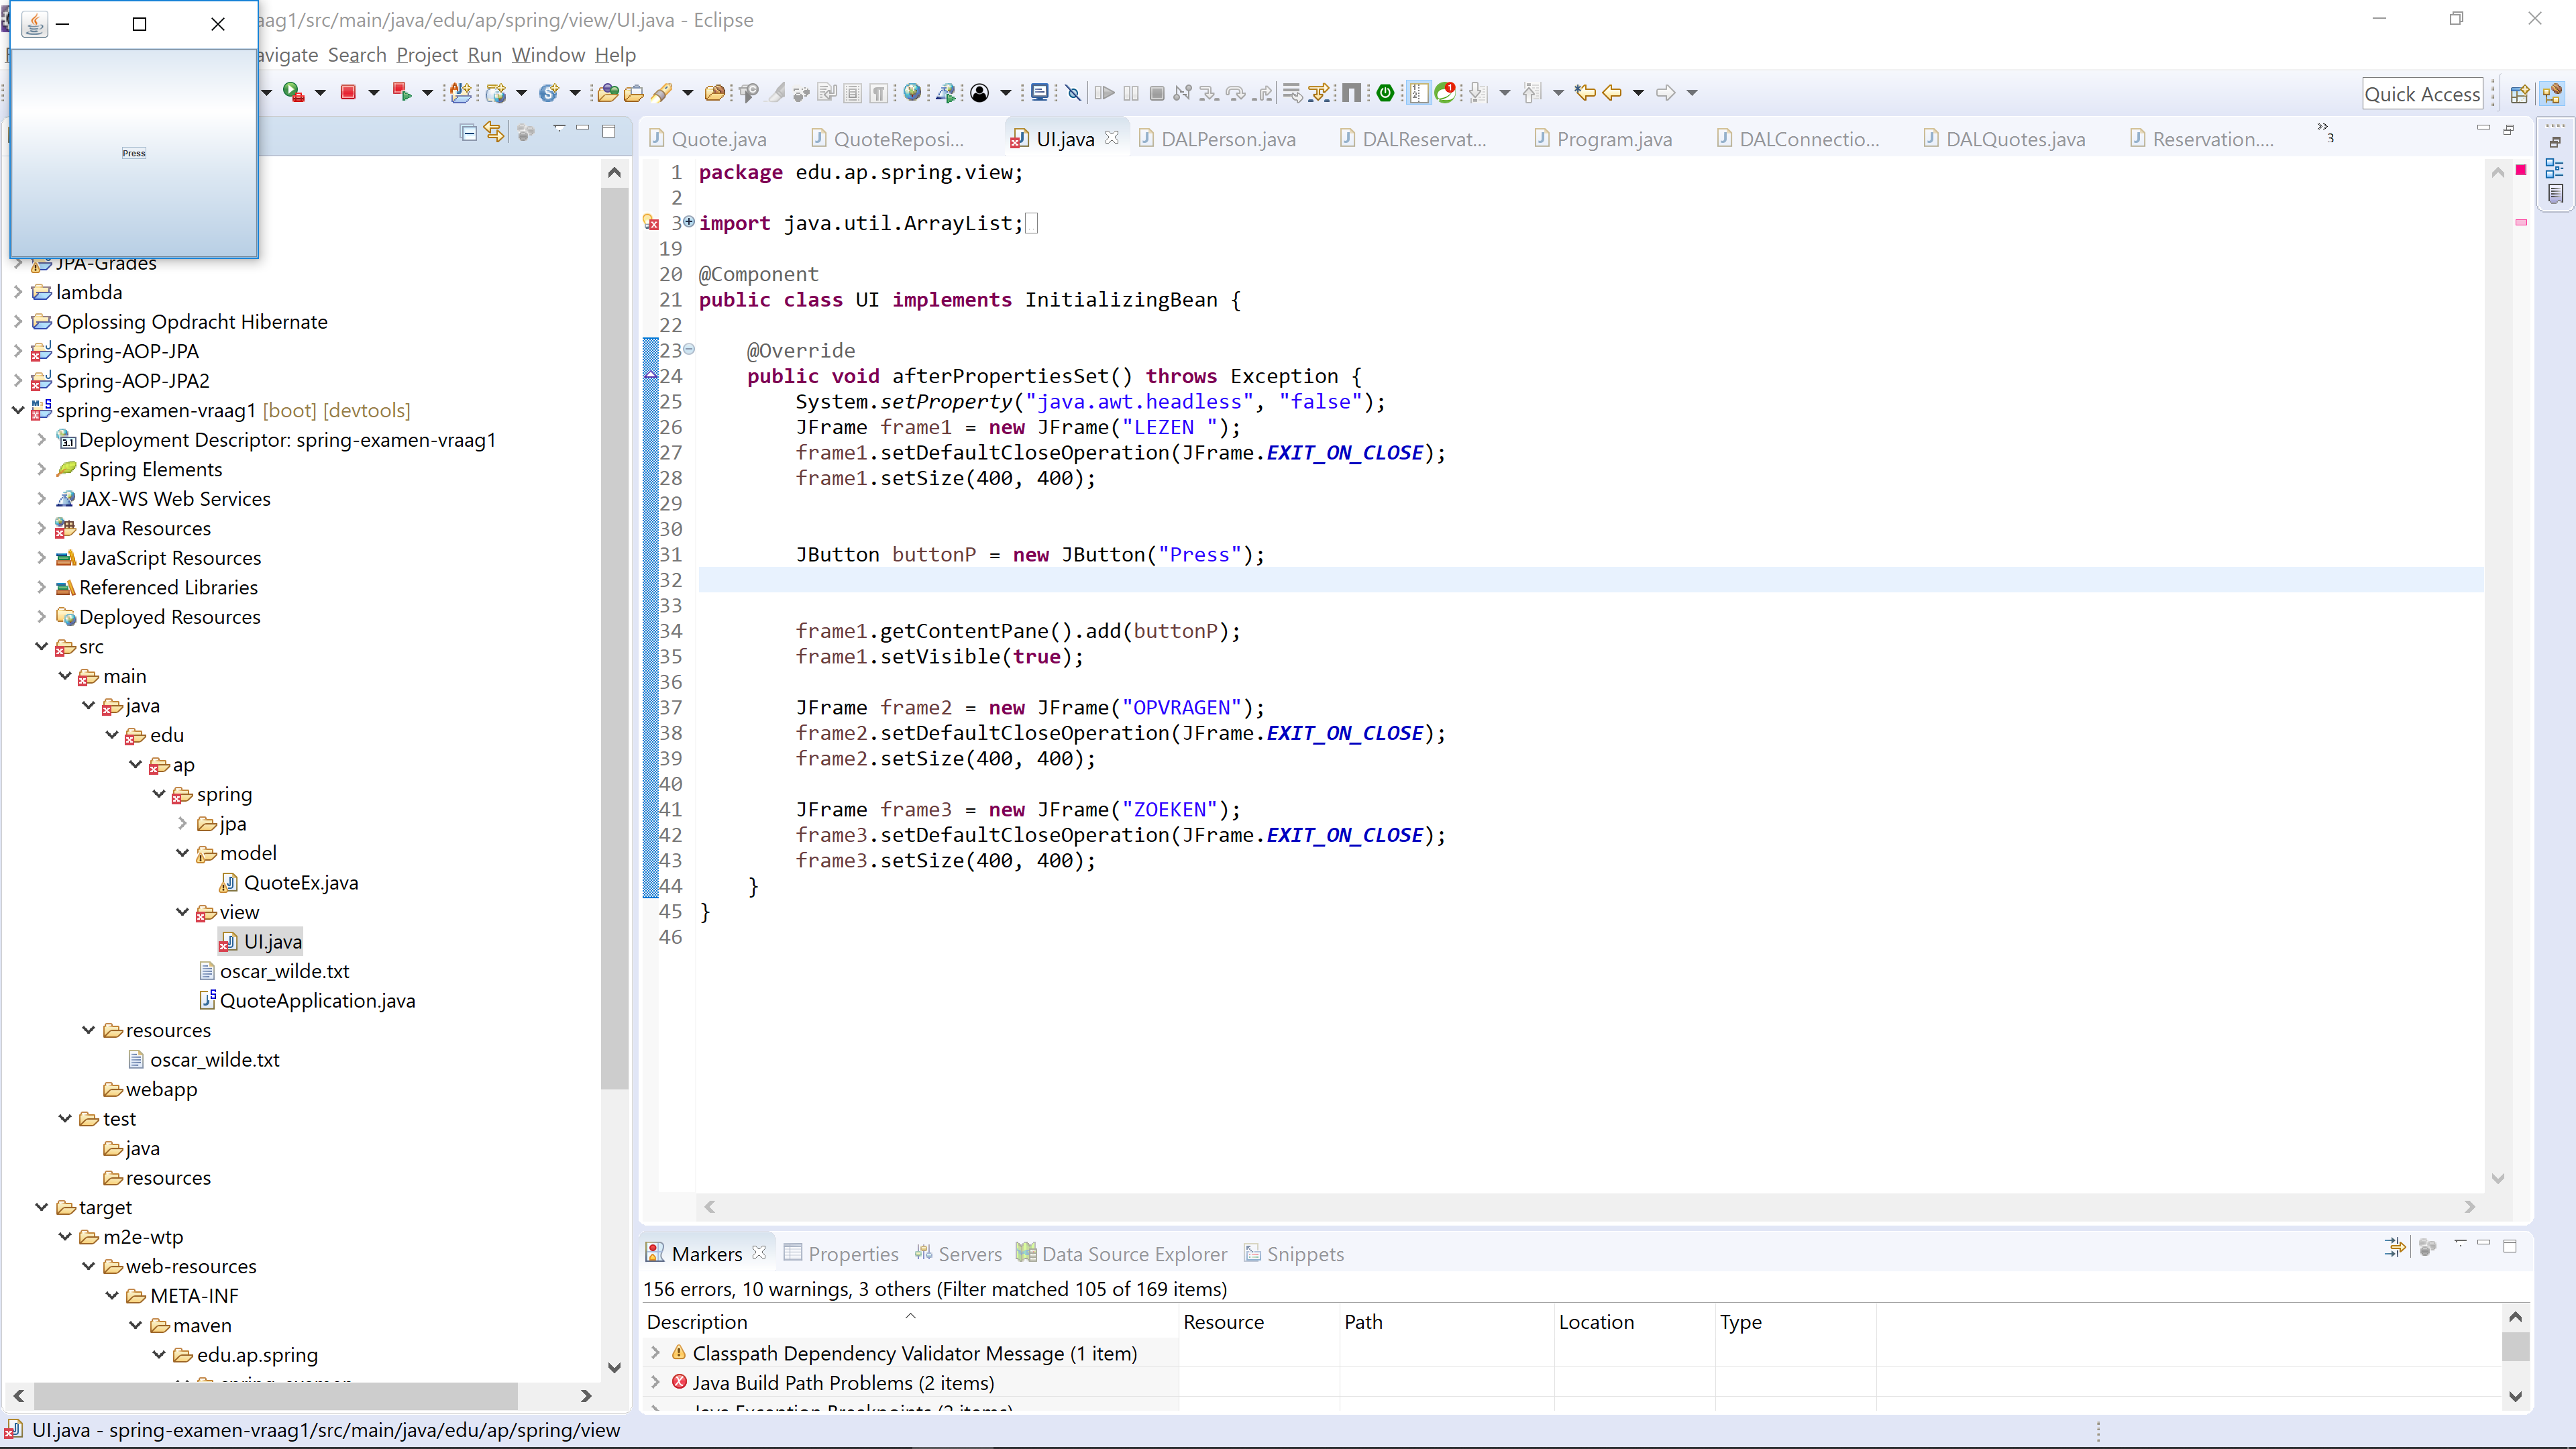 aag1/src/main/java/edu/ap/spring/view/UI.java - Eclipse
avigate Search Project Run Window Help
Press
Quick Access
Quote.java
QuoteReposi...
UI.java
DALPerson.java
DALReservat...
Program.java
DALConnectio...
DALQuotes.java
Reservation....
»3
JPA-Grades
lambda
Oplossing Opdracht Hibernate
Spring-AOP-JPA
Spring-AOP-JPA2
spring-examen-vraag1 [boot] [devtools]
Deployment Descriptor: spring-examen-vraag1
Spring Elements
JAX-WS Web Services
Java Resources
JavaScript Resources
Referenced Libraries
Deployed Resources
src
main
java
edu
ap
spring
jpa
model
QuoteEx.java
view
UI.java
oscar_wilde.txt
QuoteApplication.java
resources
oscar_wilde.txt
webapp
test
java
resources
target
m2e-wtp
web-resources
META-INF
maven
edu.ap.spring
1 package edu.ap.spring.view;
2
3 import java.util.ArrayList;
19
20 @Component
21 public class UI implements InitializingBean {
22
23 @Override
24 public void afterPropertiesSet() throws Exception {
25 System.setProperty("java.awt.headless", "false");
26 JFrame frame1 = new JFrame("LEZEN ");
27 frame1.setDefaultCloseOperation(JFrame.EXIT_ON_CLOSE);
28 frame1.setSize(400, 400);
29
30
31 JButton buttonP = new JButton("Press");
32
33
34 frame1.getContentPane().add(buttonP);
35 frame1.setVisible(true);
36
37 JFrame frame2 = new JFrame("OPVRAGEN");
38 frame2.setDefaultCloseOperation(JFrame.EXIT_ON_CLOSE);
39 frame2.setSize(400, 400);
40
41 JFrame frame3 = new JFrame("ZOEKEN");
42 frame3.setDefaultCloseOperation(JFrame.EXIT_ON_CLOSE);
43 frame3.setSize(400, 400);
44 }
45 }
46
Markers
Properties
Servers
Data Source Explorer
Snippets
156 errors, 10 warnings, 3 others (Filter matched 105 of 169 items)
Description Resource Path Location Type
Classpath Dependency Validator Message (1 item)
Java Build Path Problems (2 items)
Java Exception Breakpoints (2 items)
UI.java - spring-examen-vraag1/src/main/java/edu/ap/spring/view